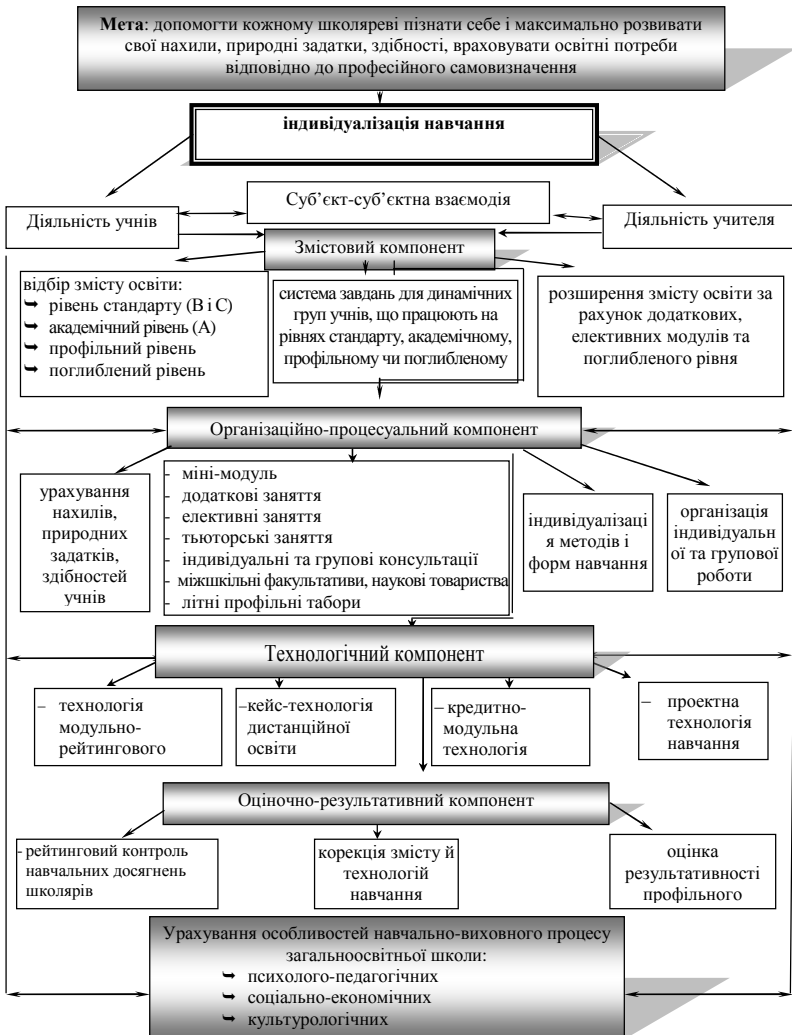 Мета: допомогти кожному школяреві пізнати себе і максимально розвивати
свої нахили, природні задатки, здібності, враховувати освітні потреби
відповідно до професійного самовизначення
індивидуалізація навчання
Суб’єкт-суб’єктна взаємодія
Діяльність учнів
Діяльність учителя
Змістовий компонент
відбір змісту освіти:
➥ рівень стандарту (В і С)
➥ академічний рівень (А)
➥ профільний рівень
➥ поглиблений рівень
система завдань для динамічних
груп учнів, що працюють на
рівнях стандарту, академічному,
профільному чи поглибленому
розширення змісту освіти за
рахунок додаткових,
елективних модулів та
поглибленого рівня
Організаційно-процесуальний компонент
урахування
нахилів,
природних
задатків,
здібностей
учнів
- міні-модуль
- додаткові заняття
- елективні заняття
- тьюторські заняття
- індивідуальні та групові консультації
- міжшкільні факультативи, наукові товариства
- літні профільні табори
індивідуалізаці
я методів і
форм навчання
організація
індивідуальн
ої та групової
роботи
Технологічний компонент
– технологія
модульно-
рейтингового
–кейс-технологія
дистанційної
освіти
– кредитно-
модульна
технологія
– проектна
технологія
навчання
Оціночно-результативний компонент
- рейтинговий контроль
навчальних досягнень
школярів
корекція змісту й
технологій
навчання
оцінка
результативності
профільного
Урахування особливостей навчально-виховного процесу
загальноосвітньої школи:
➥ психолого-педагогічних
➥ соціально-економічних
➥ культурологічних